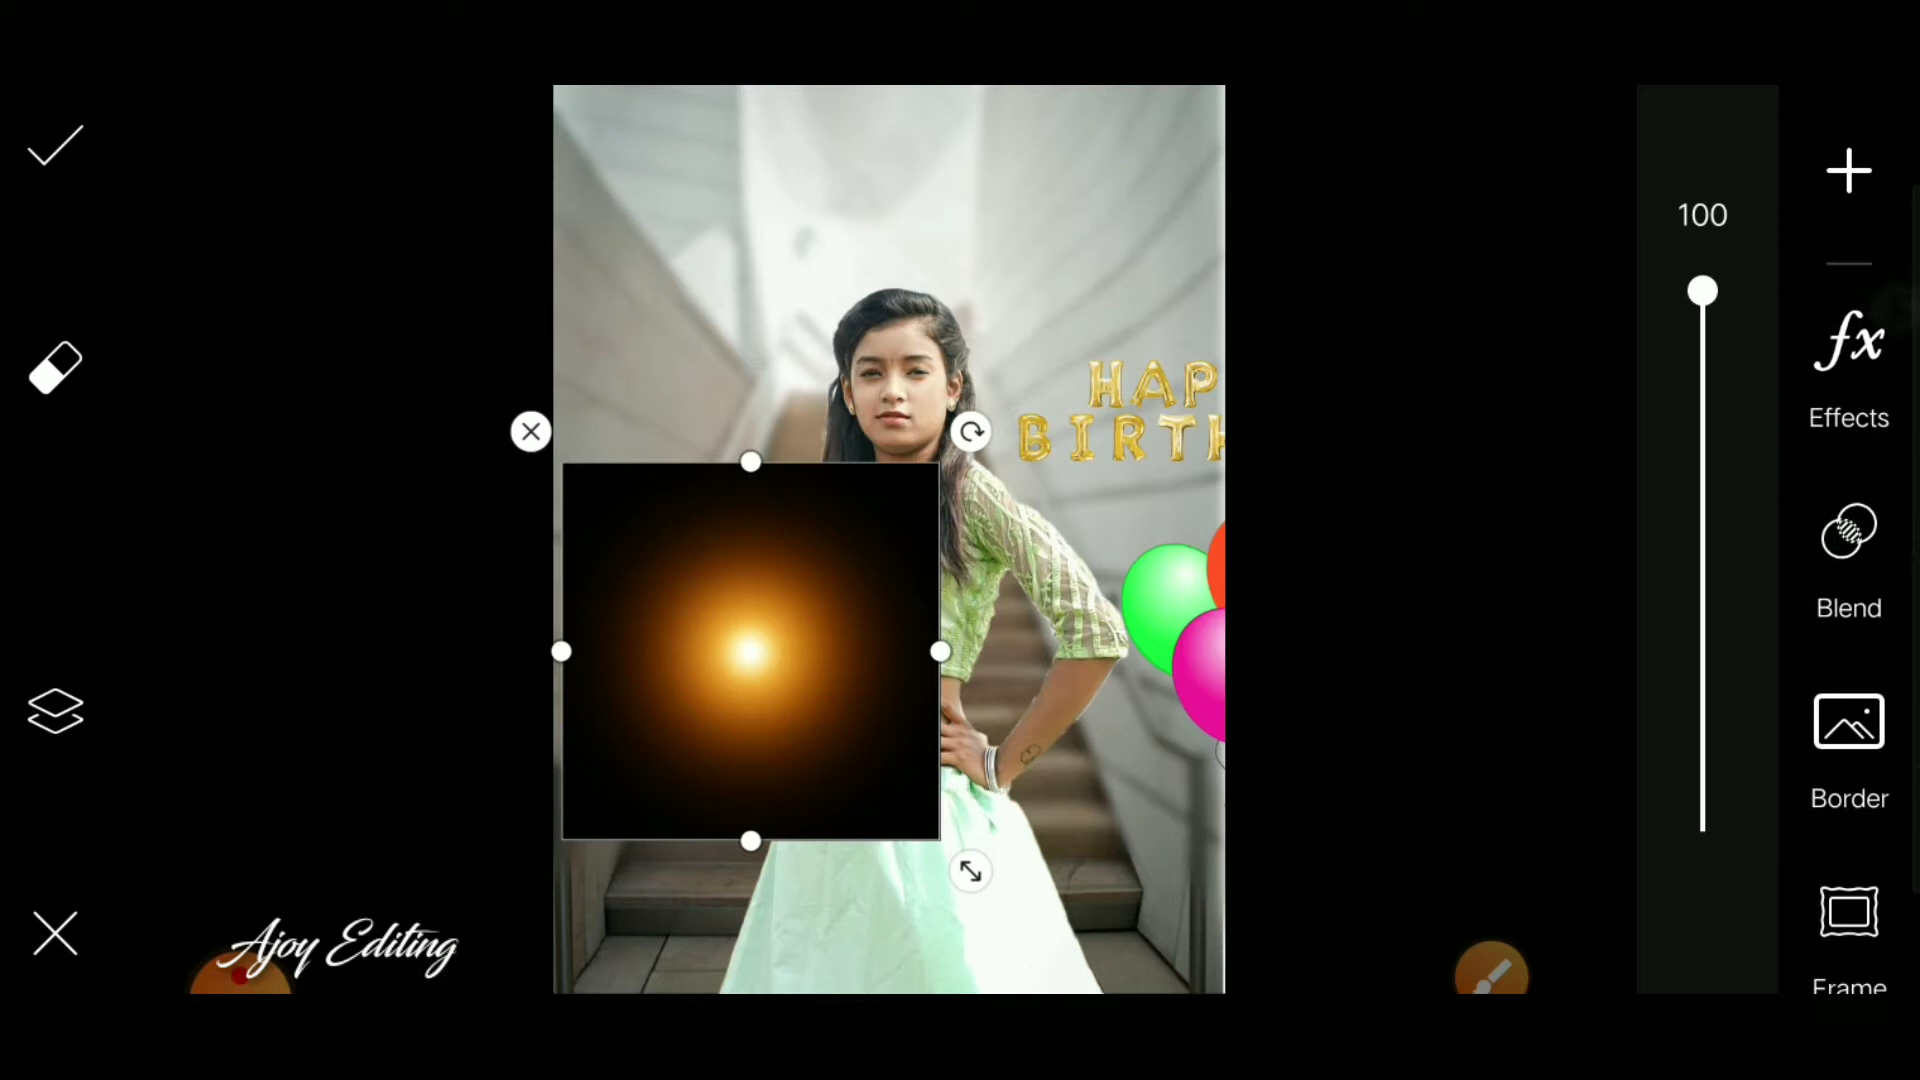 100
Effects
Blend
Border
Frame
HAP
BIRTH
Ajoy Editing